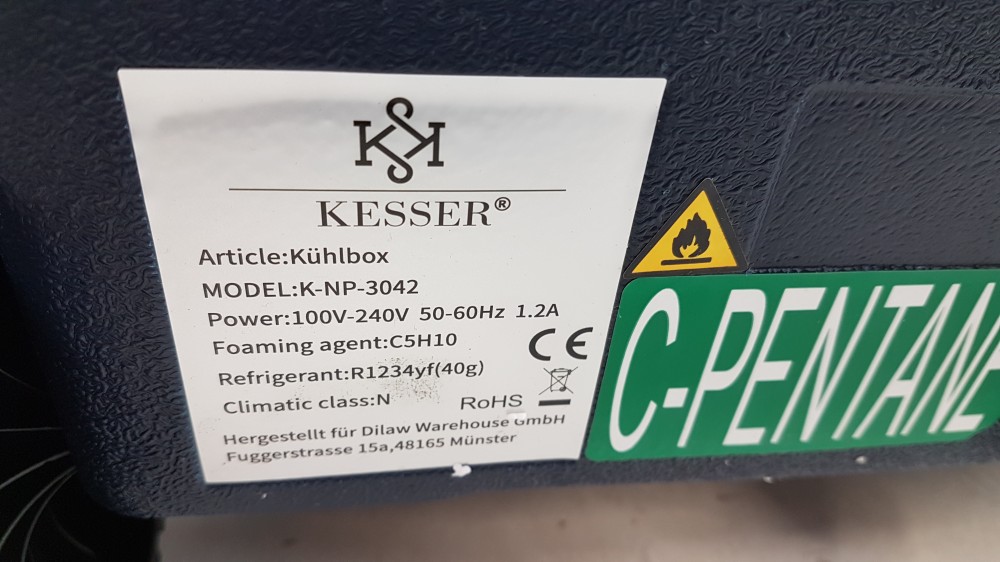 KESSER®
Article:Kühlbox
MODEL:K-NP-3042
Power:100V-240V 50-60Hz 1.2A
Foaming agent:C5H10
CE
Refrigerant:R1234yf(40g)
Climatic class:N
RoHS
Hergestellt für Dilaw Warehouse GmbH
Fuggerstrasse 15a,48165 Münster
C-PENTANE